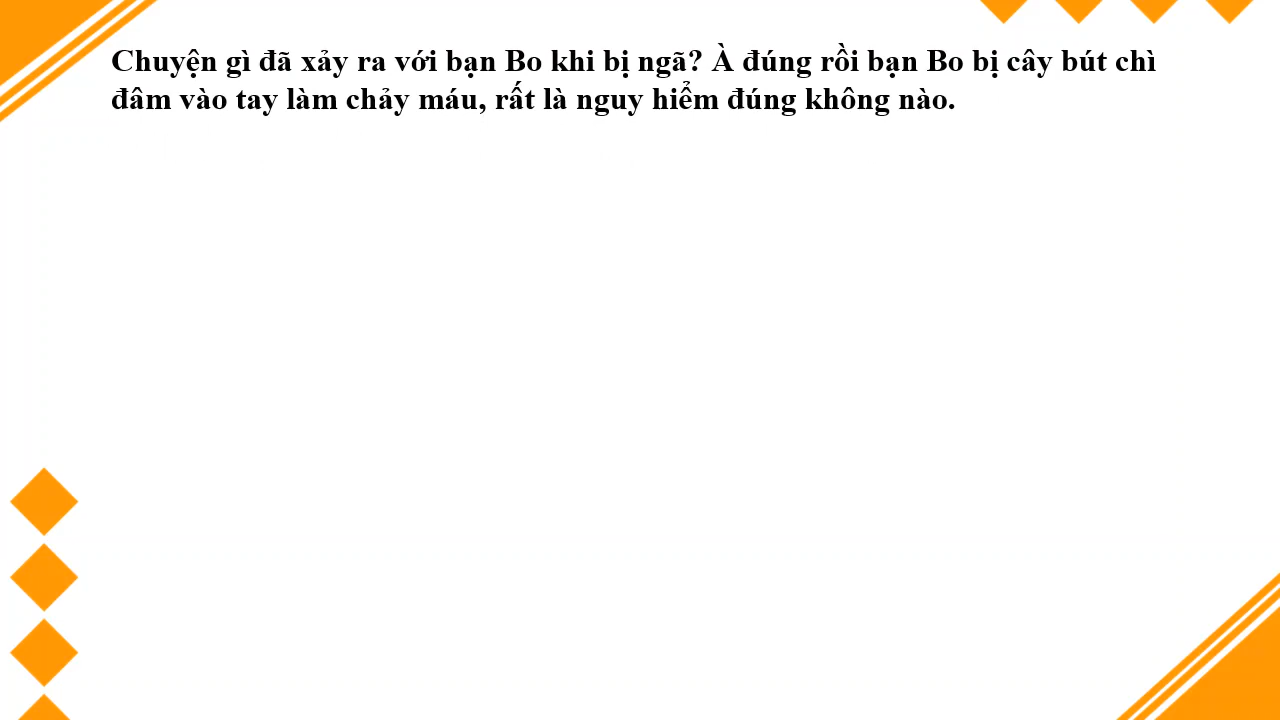 Chuyện gì đã xảy ra với bạn Bo khi bị ngã? À đúng rồi bạn Bo bị cây bút chì
đâm vào tay làm chảy máu, rất là nguy hiểm đúng không nào.